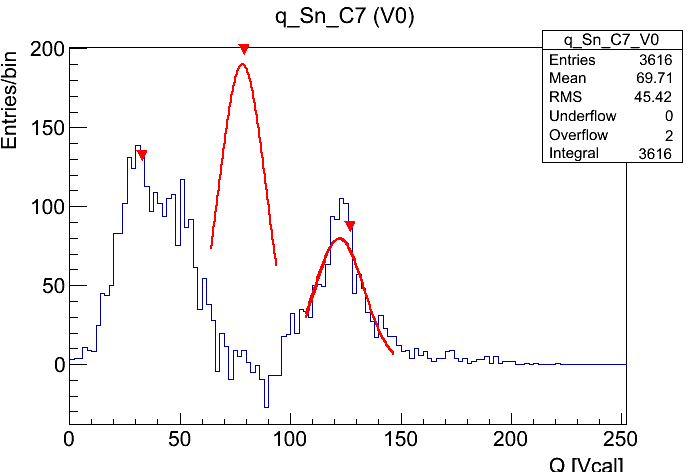 q_Sn_C7 (V0)
q_Sn_C7_V0
Entries 3616
Mean 69.71
RMS 45.42
Underflow 0
Overflow 2
Integral 3616
Entries/bin
200
150
100
50
0
0 50 100 150 200 250
Q [Vcal]